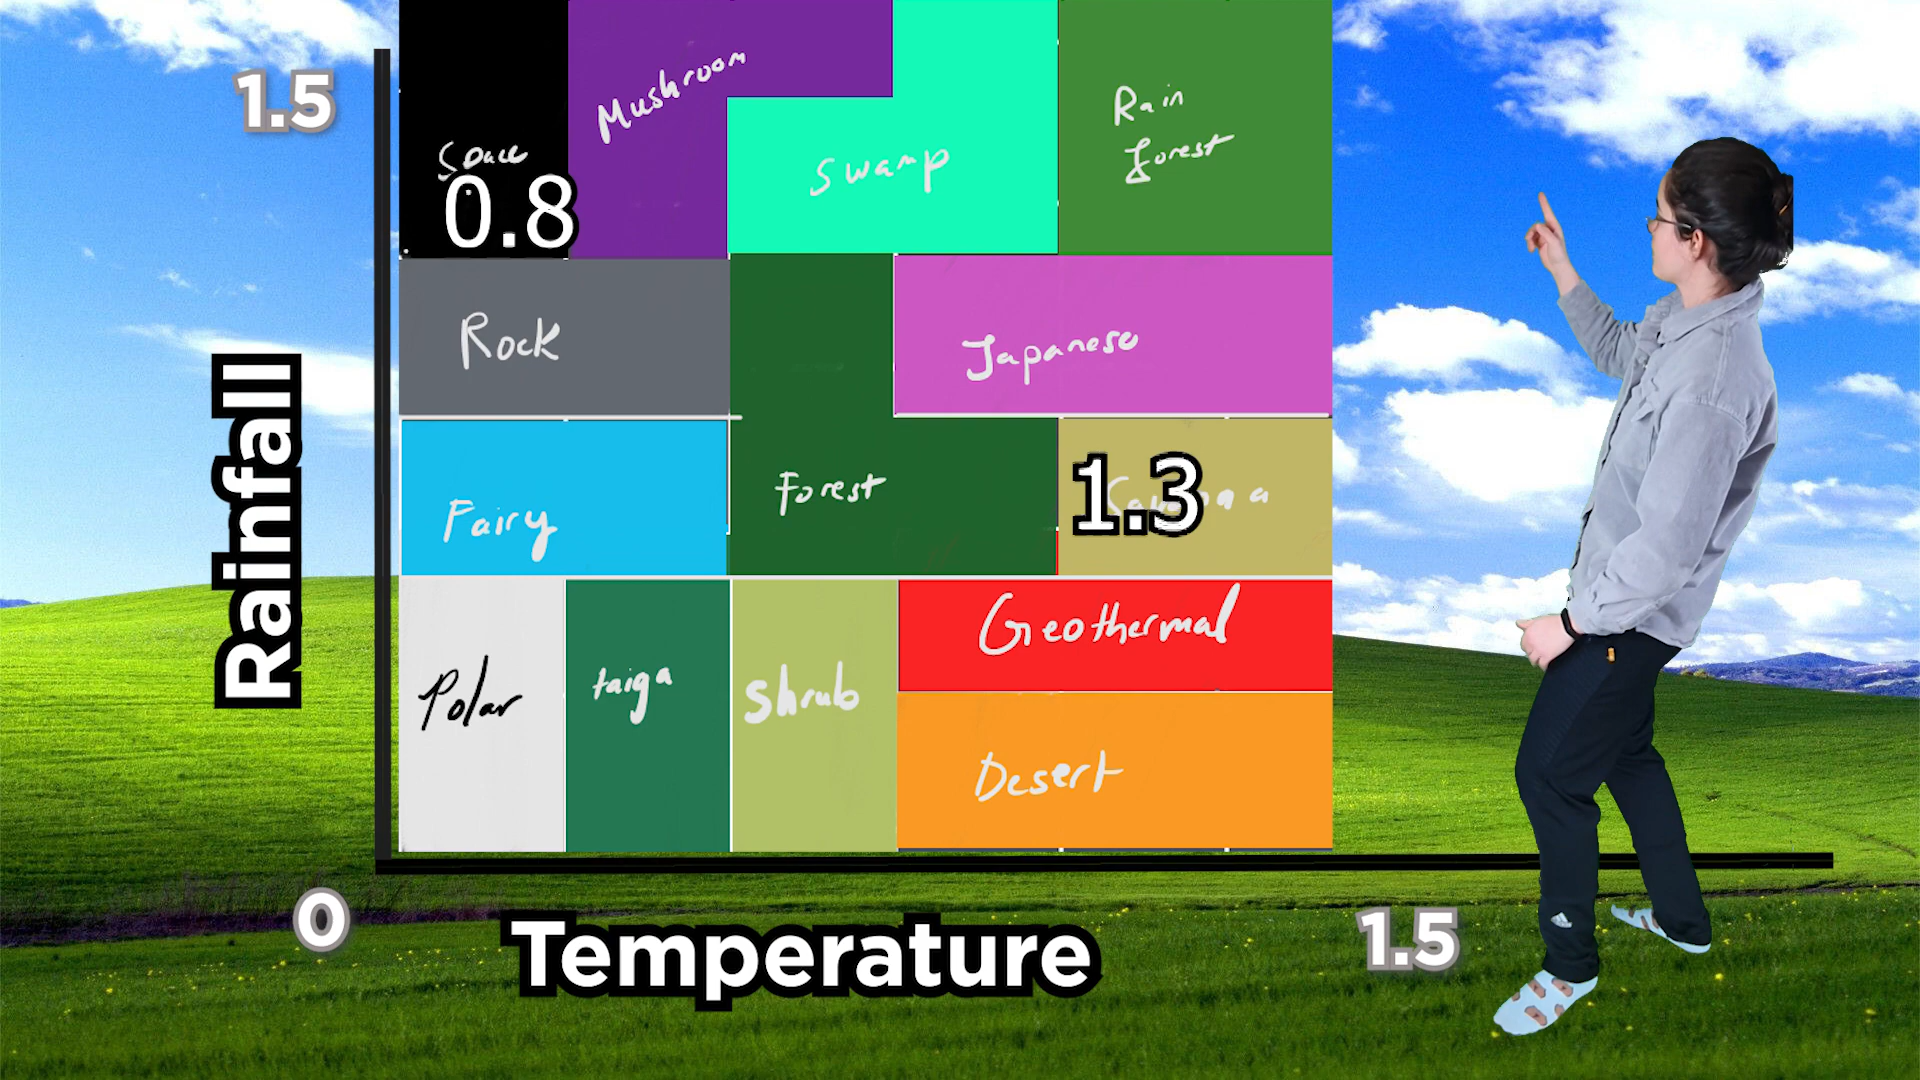 1.5
Mushroom
Rain
forest
Space
0.8
Swamp
Rock
Japanese
Rainfall
Fairy
Forest
1.3
Polar
taiga
Shrub
Geothermal
Desert
0
Temperature
1.5